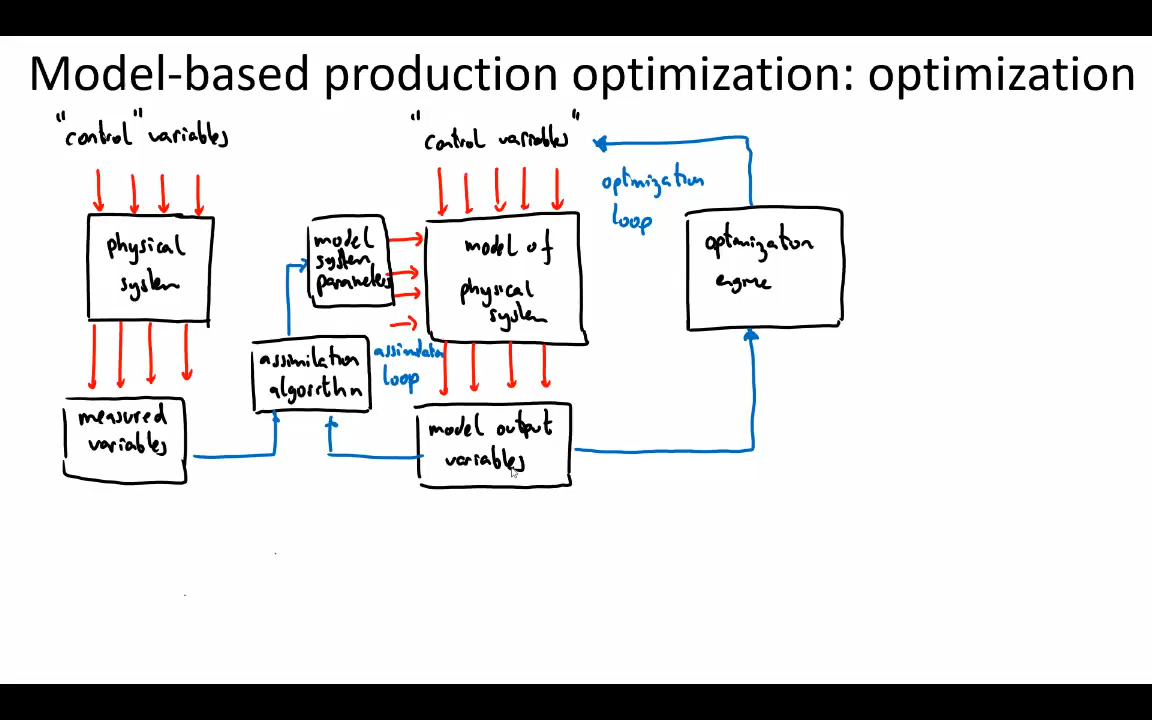 Model-based production optimization: optimization
"control" variables
physical
system
measured
variables
model
system
parameters
assimilation
algorithm
assimilation
loop
"control variables"
model of
physical
system
model output
variables
optimization
loop
optimization
engine